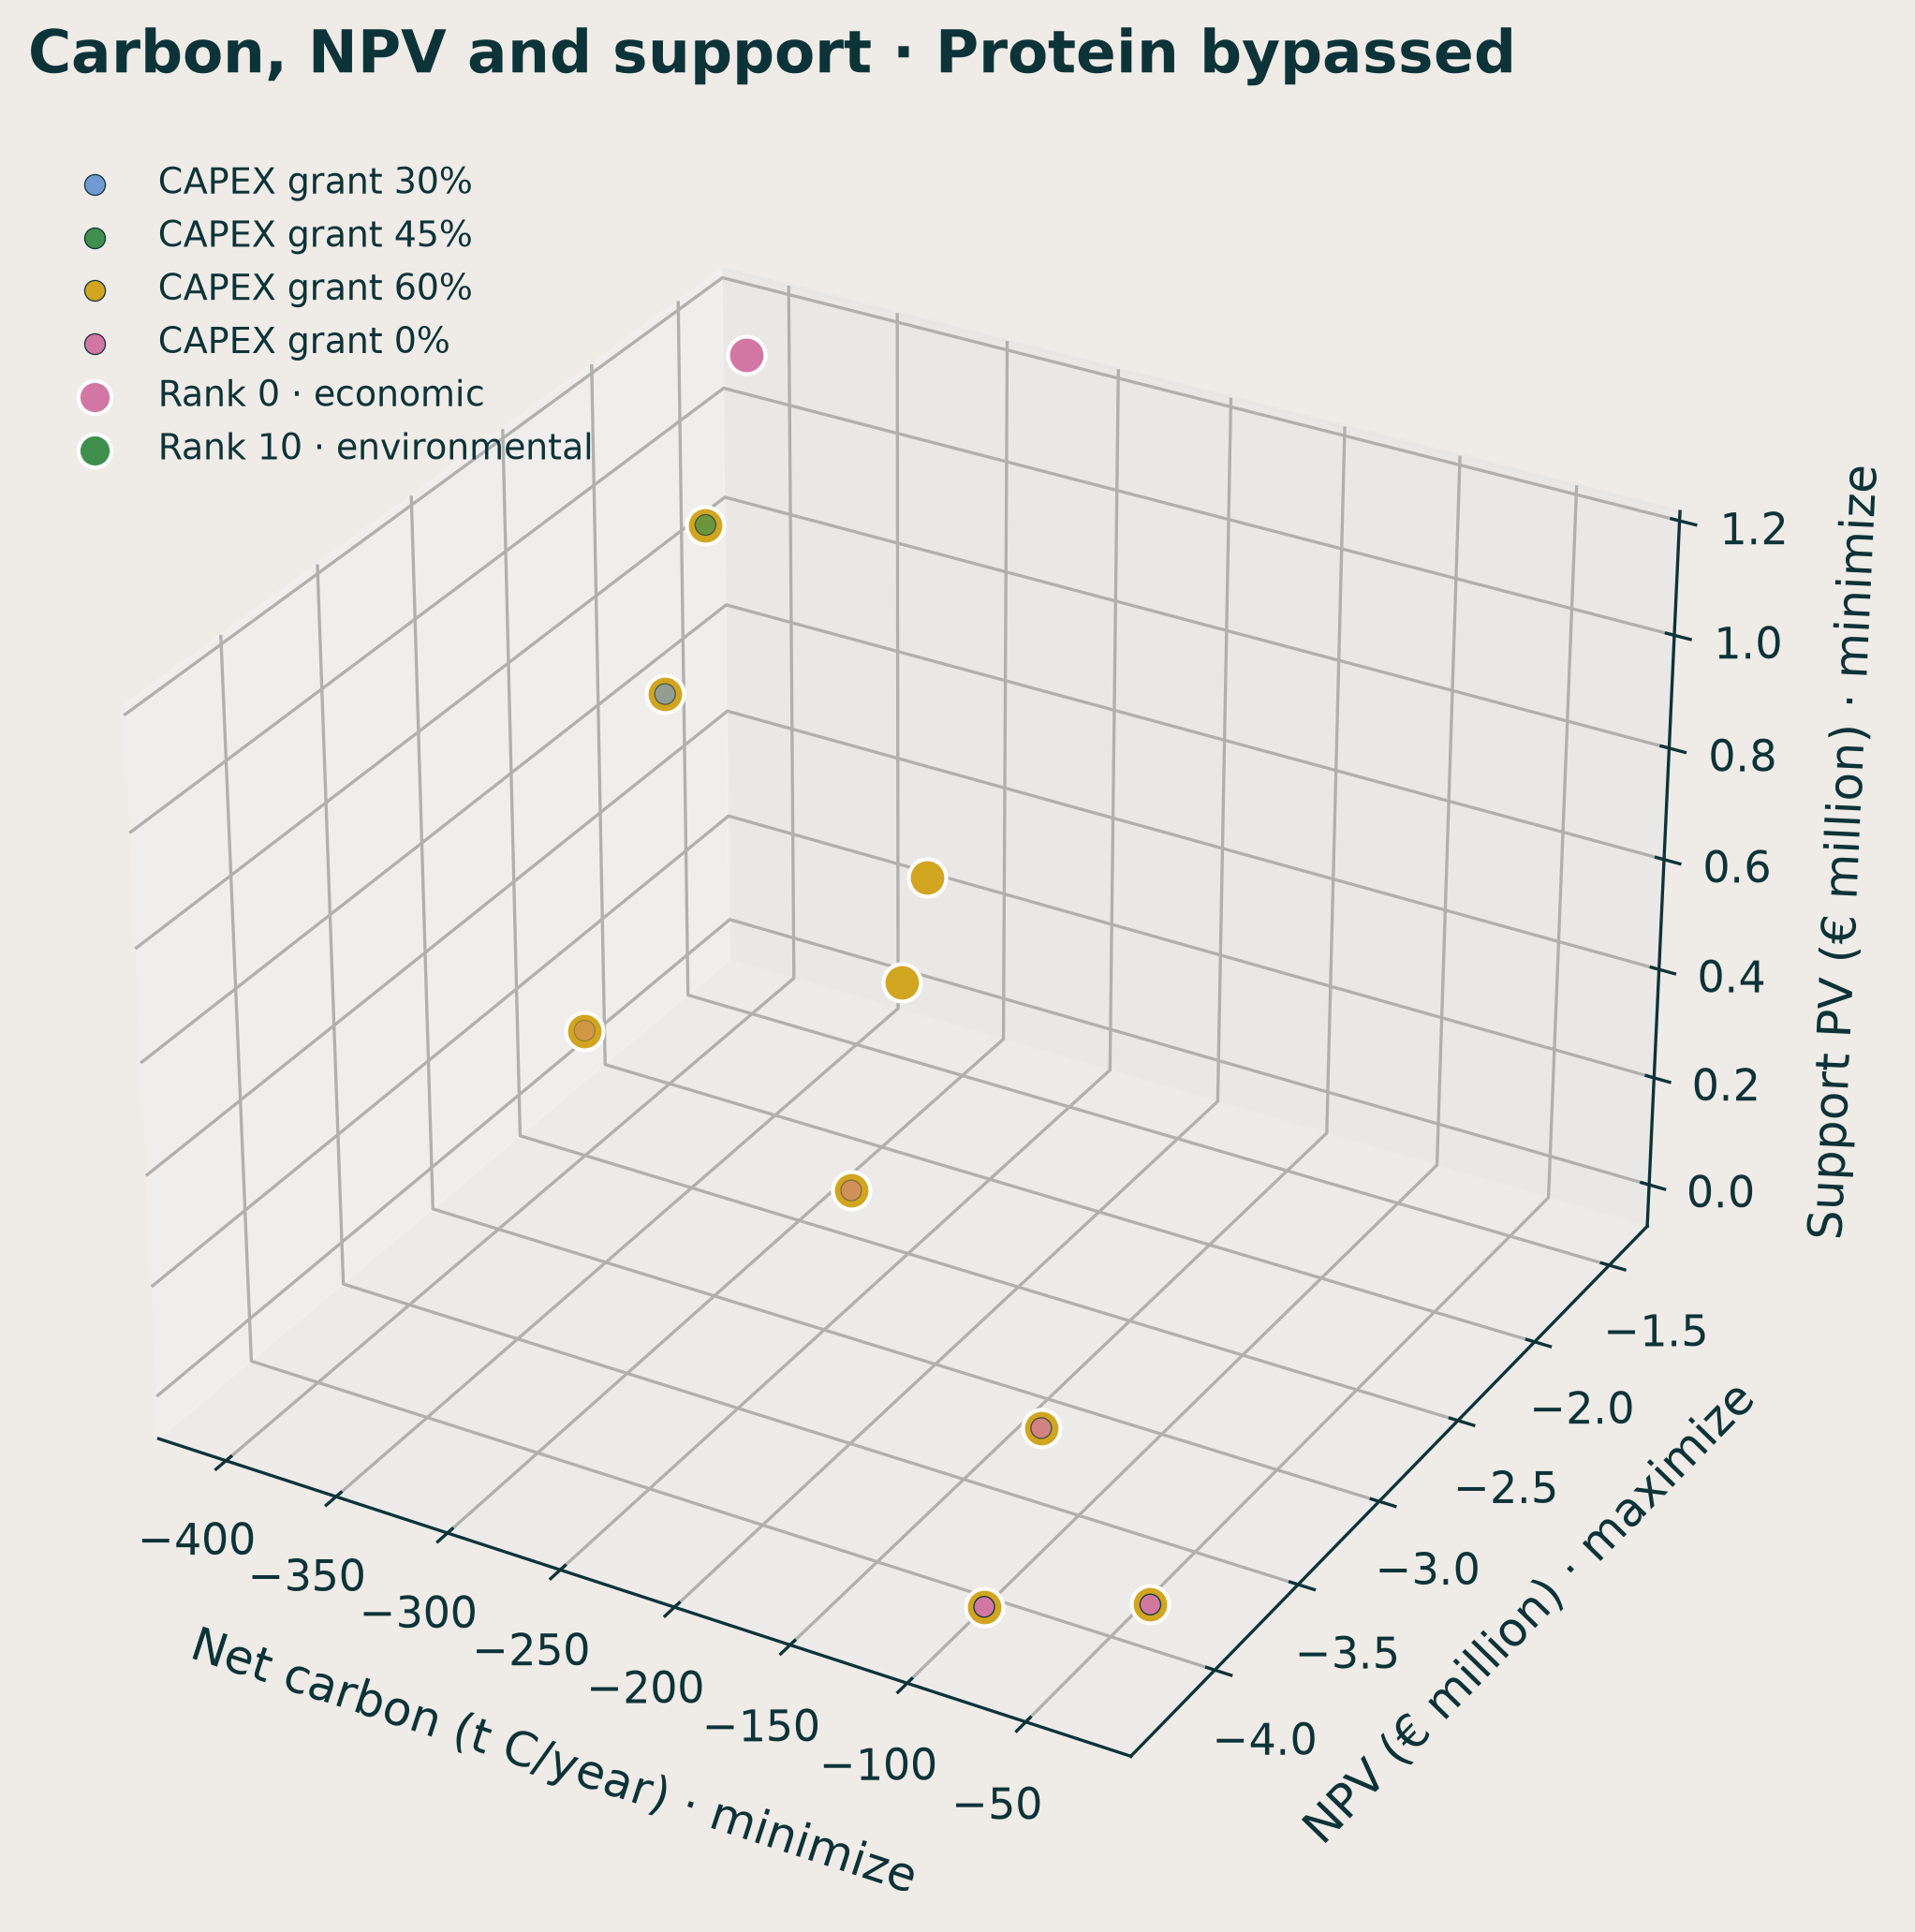 Carbon, NPV and support · Protein bypassed
CAPEX grant 30%
CAPEX grant 45%
CAPEX grant 60%
CAPEX grant 0%
Rank 0 · economic
Rank 10 · environmental
1.2
1.0
0.8
0.6
0.4
0.2
0.0
Support PV (€ million) · minimize
−1.5
−2.0
−2.5
−3.0
−3.5
−4.0
NPV (€ million) · maximize
−400
−350
−300
−250
−200
−150
−100
−50
Net carbon (t C/year) · minimize